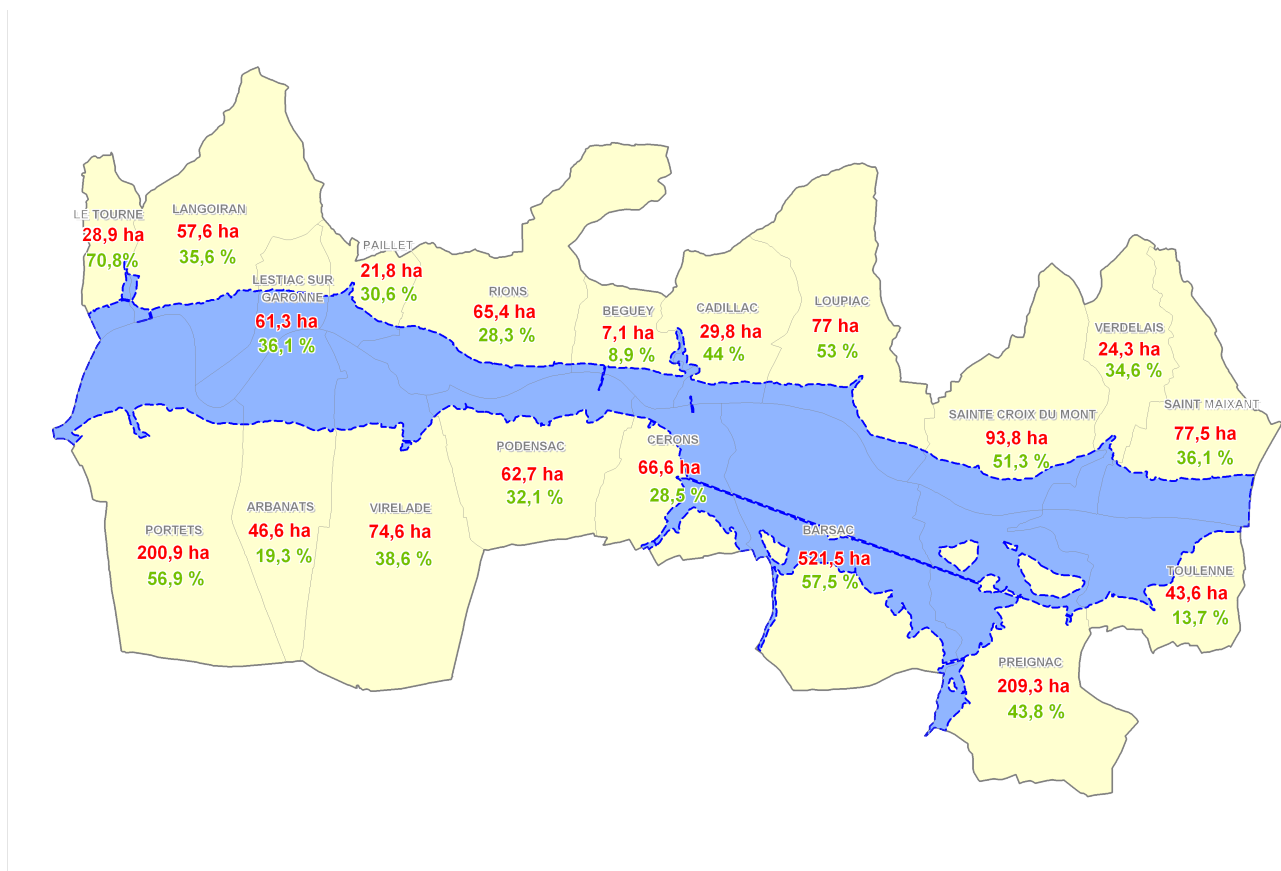 LE TOURNE
28,9 ha
70,8%
LANGOIRAN
57,6 ha
35,6 %
LESTIAC SUR
GARONNE
61,3 ha
36,1 %
PAILLET
21,8 ha
30,6 %
RIONS
65,4 ha
28,3 %
BEGUEY
7,1 ha
8,9 %
CADILLAC
29,8 ha
44 %
LOUPIAC
77 ha
53 %
SAINTE CROIX DU MONT
93,8 ha
51,3 %
VERDELAIS
24,3 ha
34,6 %
SAINT MAIXANT
77,5 ha
36,1 %
PORTETS
200,9 ha
56,9 %
ARBANATS
46,6 ha
19,3 %
VIRELADE
74,6 ha
38,6 %
PODENSAC
62,7 ha
32,1 %
CERONS
66,6 ha
28,5 %
BARSAC
521,5 ha
57,5 %
PREIGNAC
209,3 ha
43,8 %
TOULENNE
43,6 ha
13,7 %